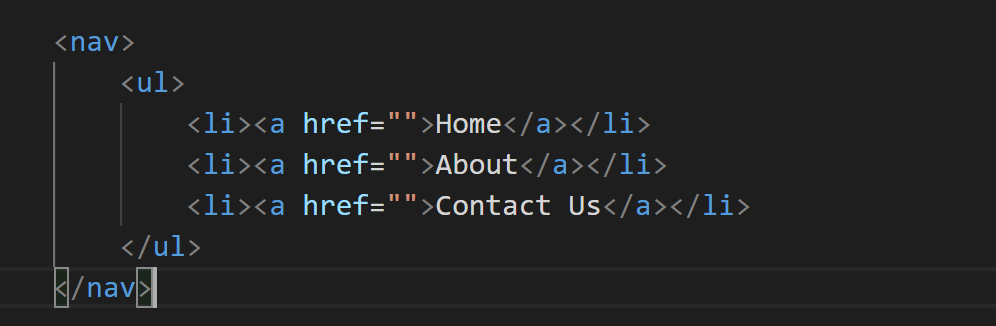 <nav>
    <ul>
        <li><a href="">Home</a></li>
        <li><a href="">About</a></li>
        <li><a href="">Contact Us</a></li>
    </ul>
</nav>